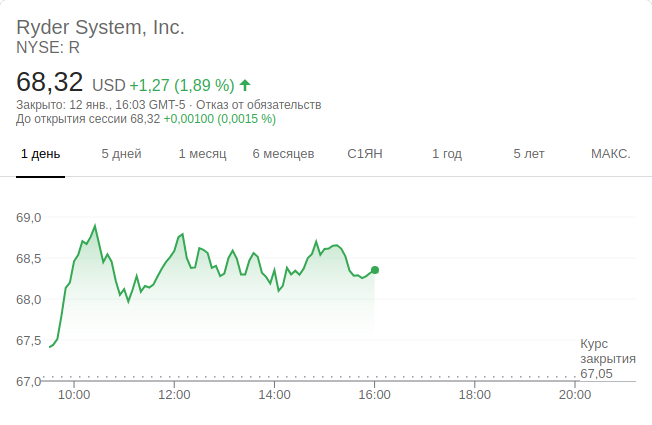 Ryder System, Inc.
NYSE: R
68,32 USD +1,27 (1,89 %)
Закрыто: 12 янв., 16:03 GMT-5 · Отказ от обязательств
До открытия сессии 68,32 +0,00100 (0,0015 %)
1 день 5 дней 1 месяц 6 месяцев С1ЯН 1 год 5 лет МАКС.
69,0
68,5
68,0
67,5
67,0
Курс
закрытия
67,05
10:00 12:00 14:00 16:00 18:00 20:00